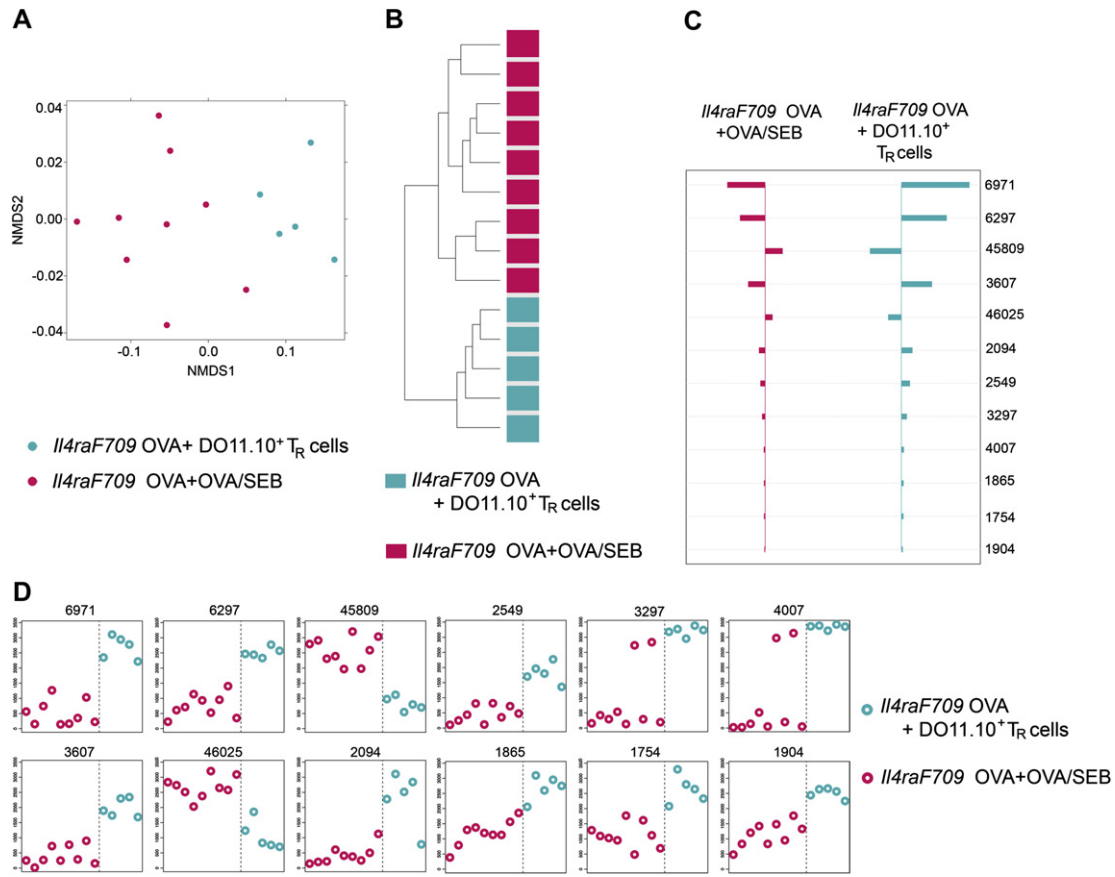 A
B
C
0.04
0.02
0.00
-0.02
-0.04
NMDS2
-0.1
0.0
0.1
NMDS1
Il4raF709 OVA+ DO11.10+ TR cells
Il4raF709 OVA+OVA/SEB
Il4raF709 OVA
+ DO11.10+TR cells
Il4raF709 OVA+OVA/SEB
Il4raF709 OVA
+OVA/SEB
Il4raF709 OVA
+ DO11.10+
TR cells
6971
6297
45809
3607
46025
2094
2549
3297
4007
1865
1754
1904
D
6971
6297
45809
2549
3297
4007
3607
46025
2094
1865
1754
1904
Il4raF709 OVA
+ DO11.10+TR cells
Il4raF709 OVA+OVA/SEB